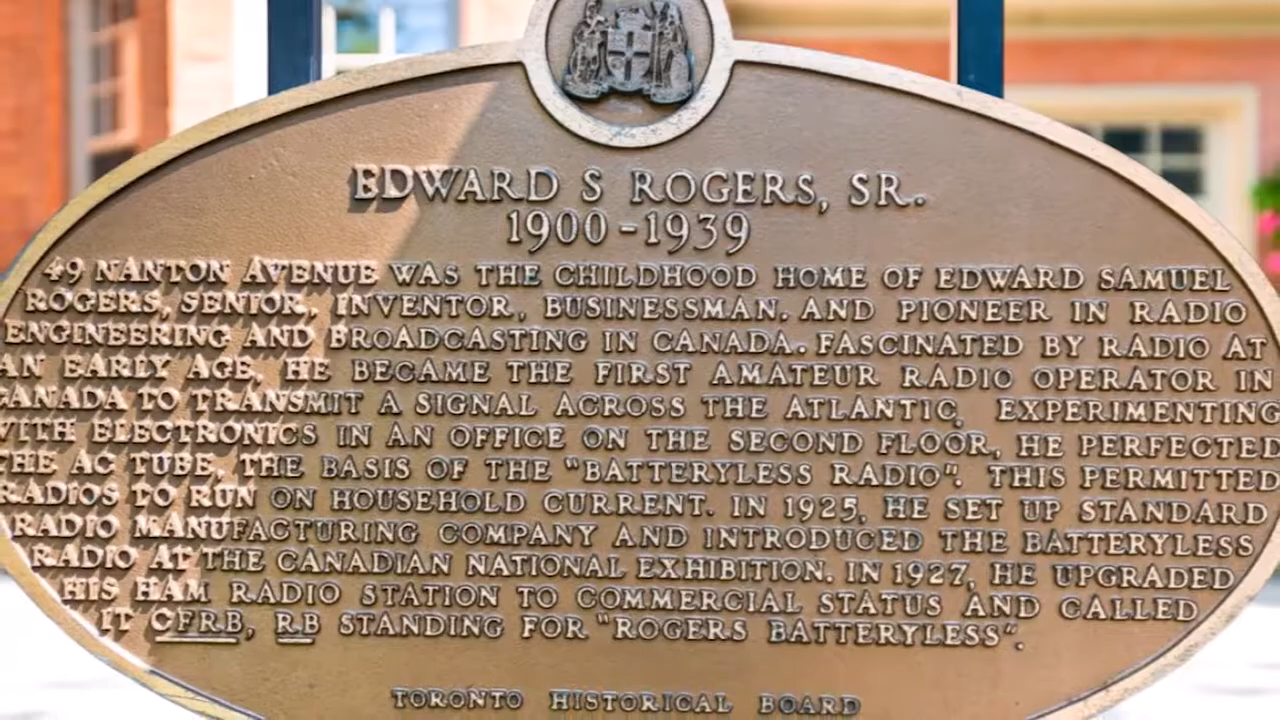 EDWARD S ROGERS, SR.
1900-1939
49 NANTON AVENUE WAS THE CHILDHOOD HOME OF EDWARD SAMUEL
ROGERS, SENIOR, INVENTOR, BUSINESSMAN, AND PIONEER IN RADIO
ENGINEERING AND BROADCASTING IN CANADA. FASCINATED BY RADIO AT
AN EARLY AGE, HE BECAME THE FIRST AMATEUR RADIO OPERATOR IN
CANADA TO TRANSMIT A SIGNAL ACROSS THE ATLANTIC. EXPERIMENTING
WITH ELECTRONICS IN AN OFFICE ON THE SECOND FLOOR, HE PERFECTED
THE AC TUBE, THE BASIS OF THE "BATTERYLESS RADIO". THIS PERMITTED
RADIOS TO RUN ON HOUSEHOLD CURRENT. IN 1925, HE SET UP STANDARD
RADIO MANUFACTURING COMPANY AND INTRODUCED THE BATTERYLESS
RADIO AT THE CANADIAN NATIONAL EXHIBITION. IN 1927, HE UPGRADED
HIS HAM RADIO STATION TO COMMERCIAL STATUS AND CALLED
IT CFRB, RB STANDING FOR "ROGERS BATTERYLESS".
TORONTO HISTORICAL BOARD